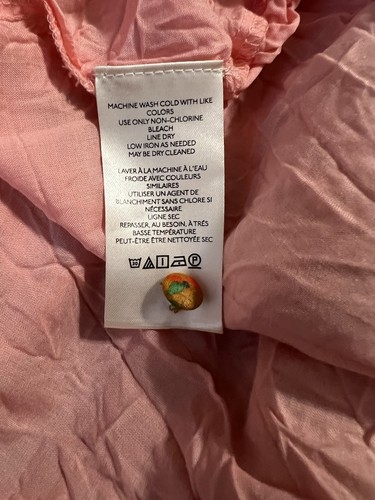 MACHINE WASH COLD WITH LIKE
COLORS
USE ONLY NON-CHLORINE
BLEACH
LINE DRY
LOW IRON AS NEEDED
MAY BE DRY CLEANED
LAVER À LA MACHINE À L'EAU
FROIDE AVEC COULEURS
SIMILAIRES
UTILISER UN AGENT DE
BLANCHIMENT SANS CHLORE SI
NÉCESSAIRE
LIGNE SEC
REPASSER, AU BESOIN, À TRÈS
BASSE TEMPÉRATURE
PEUT-ÊTRE ÊTRE NETTOYÉE SEC
30
P